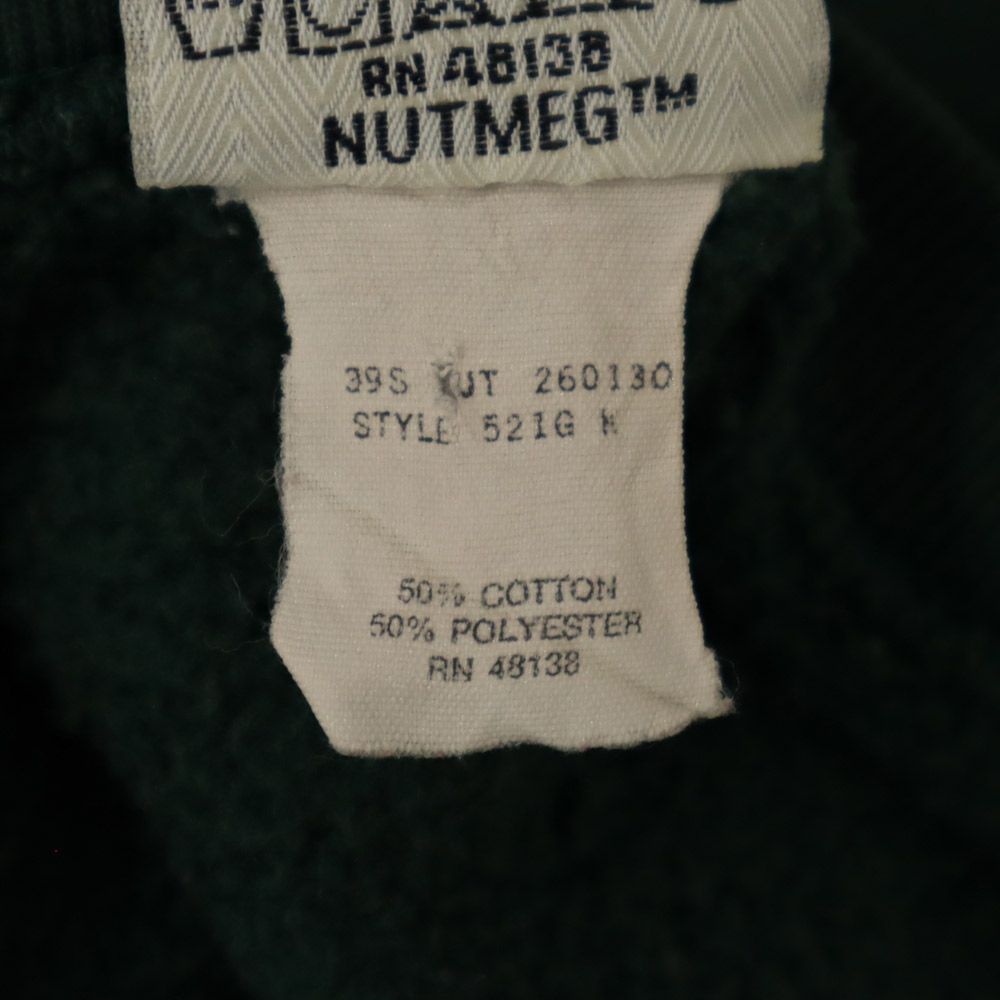 RN 48138
NUTMEG™
39S 260130
STYLE 521G
50% COTTON
50% POLYESTER
RN 48138